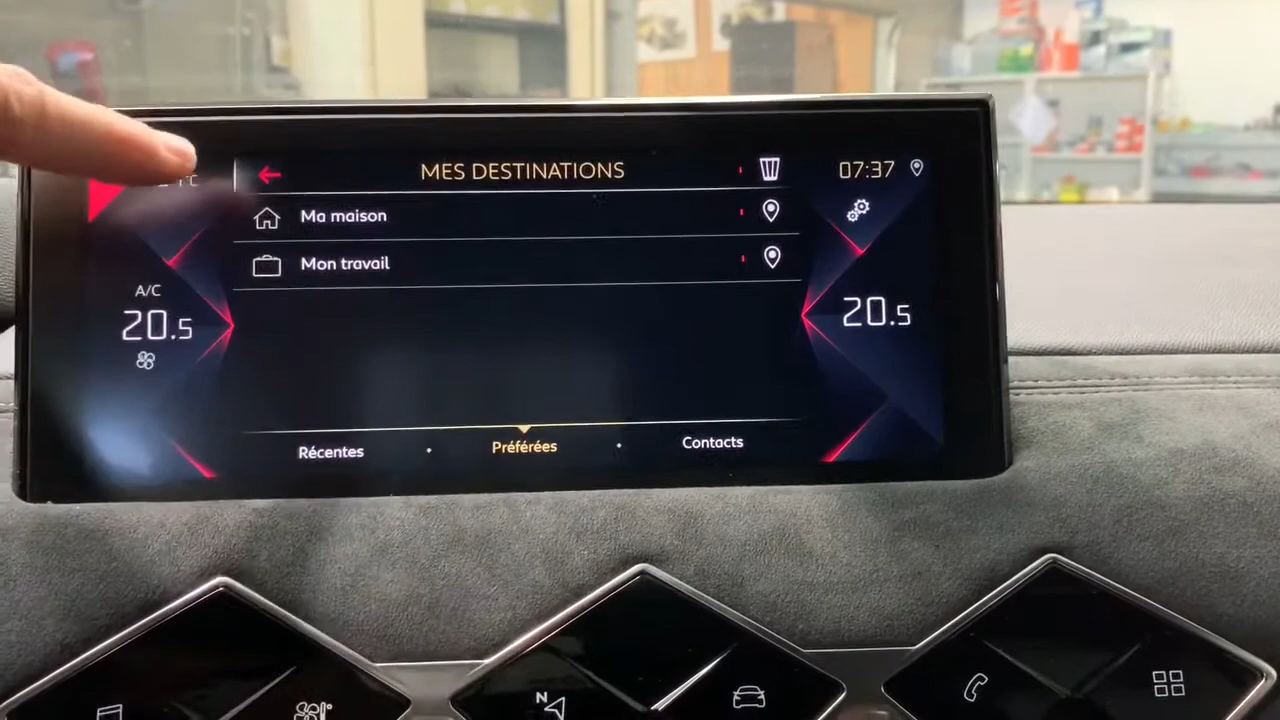 MES DESTINATIONS
07:37
Ma maison
Mon travail
A/C
20.5
20.5
Récentes
Préférées
Contacts
N